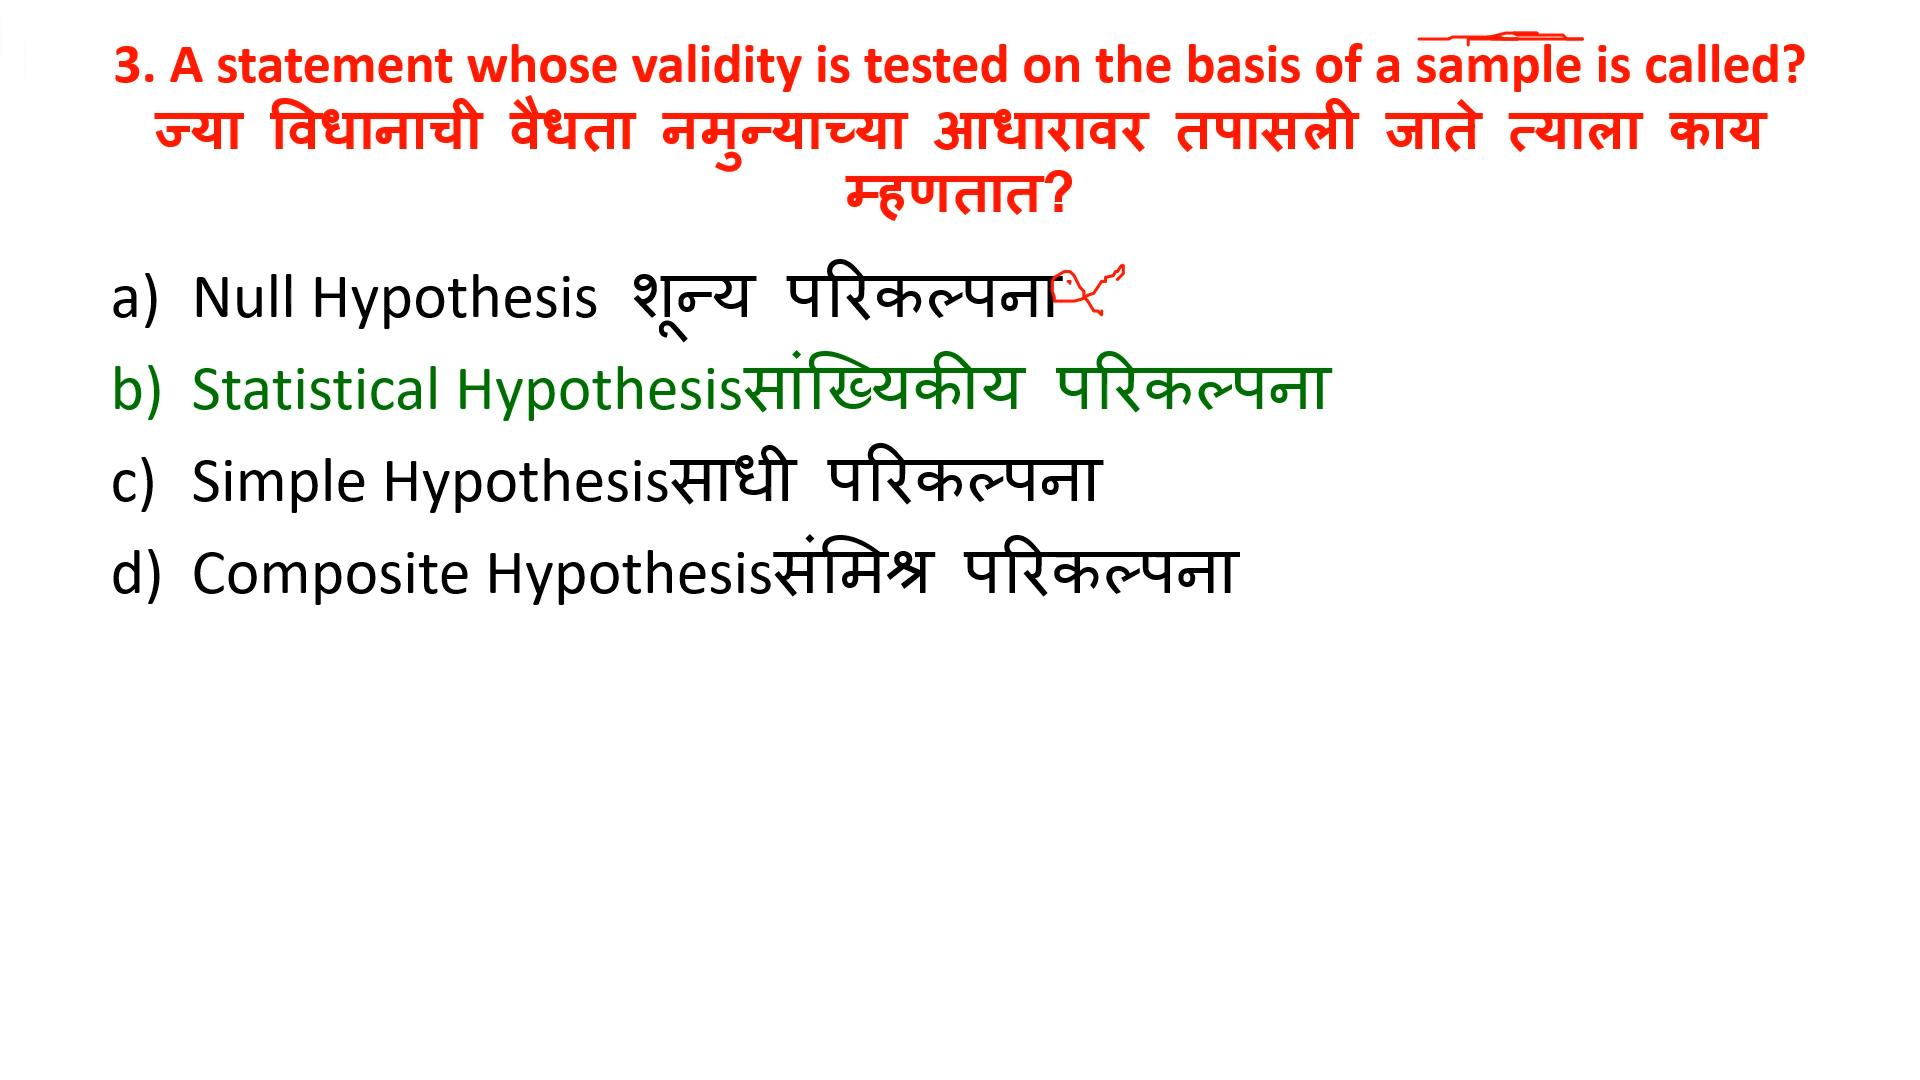 3. A statement whose validity is tested on the basis of a sample is called?
ज्या विधानाची वैधता नमुन्याच्या आधारावर तपासली जाते त्याला काय
म्हणतात?
a) Null Hypothesis शून्य परिकल्पना
b) Statistical Hypothesisसांख्यिकीय परिकल्पना
c) Simple Hypothesisसाधी परिकल्पना
d) Composite Hypothesisसंमिश्र परिकल्पना